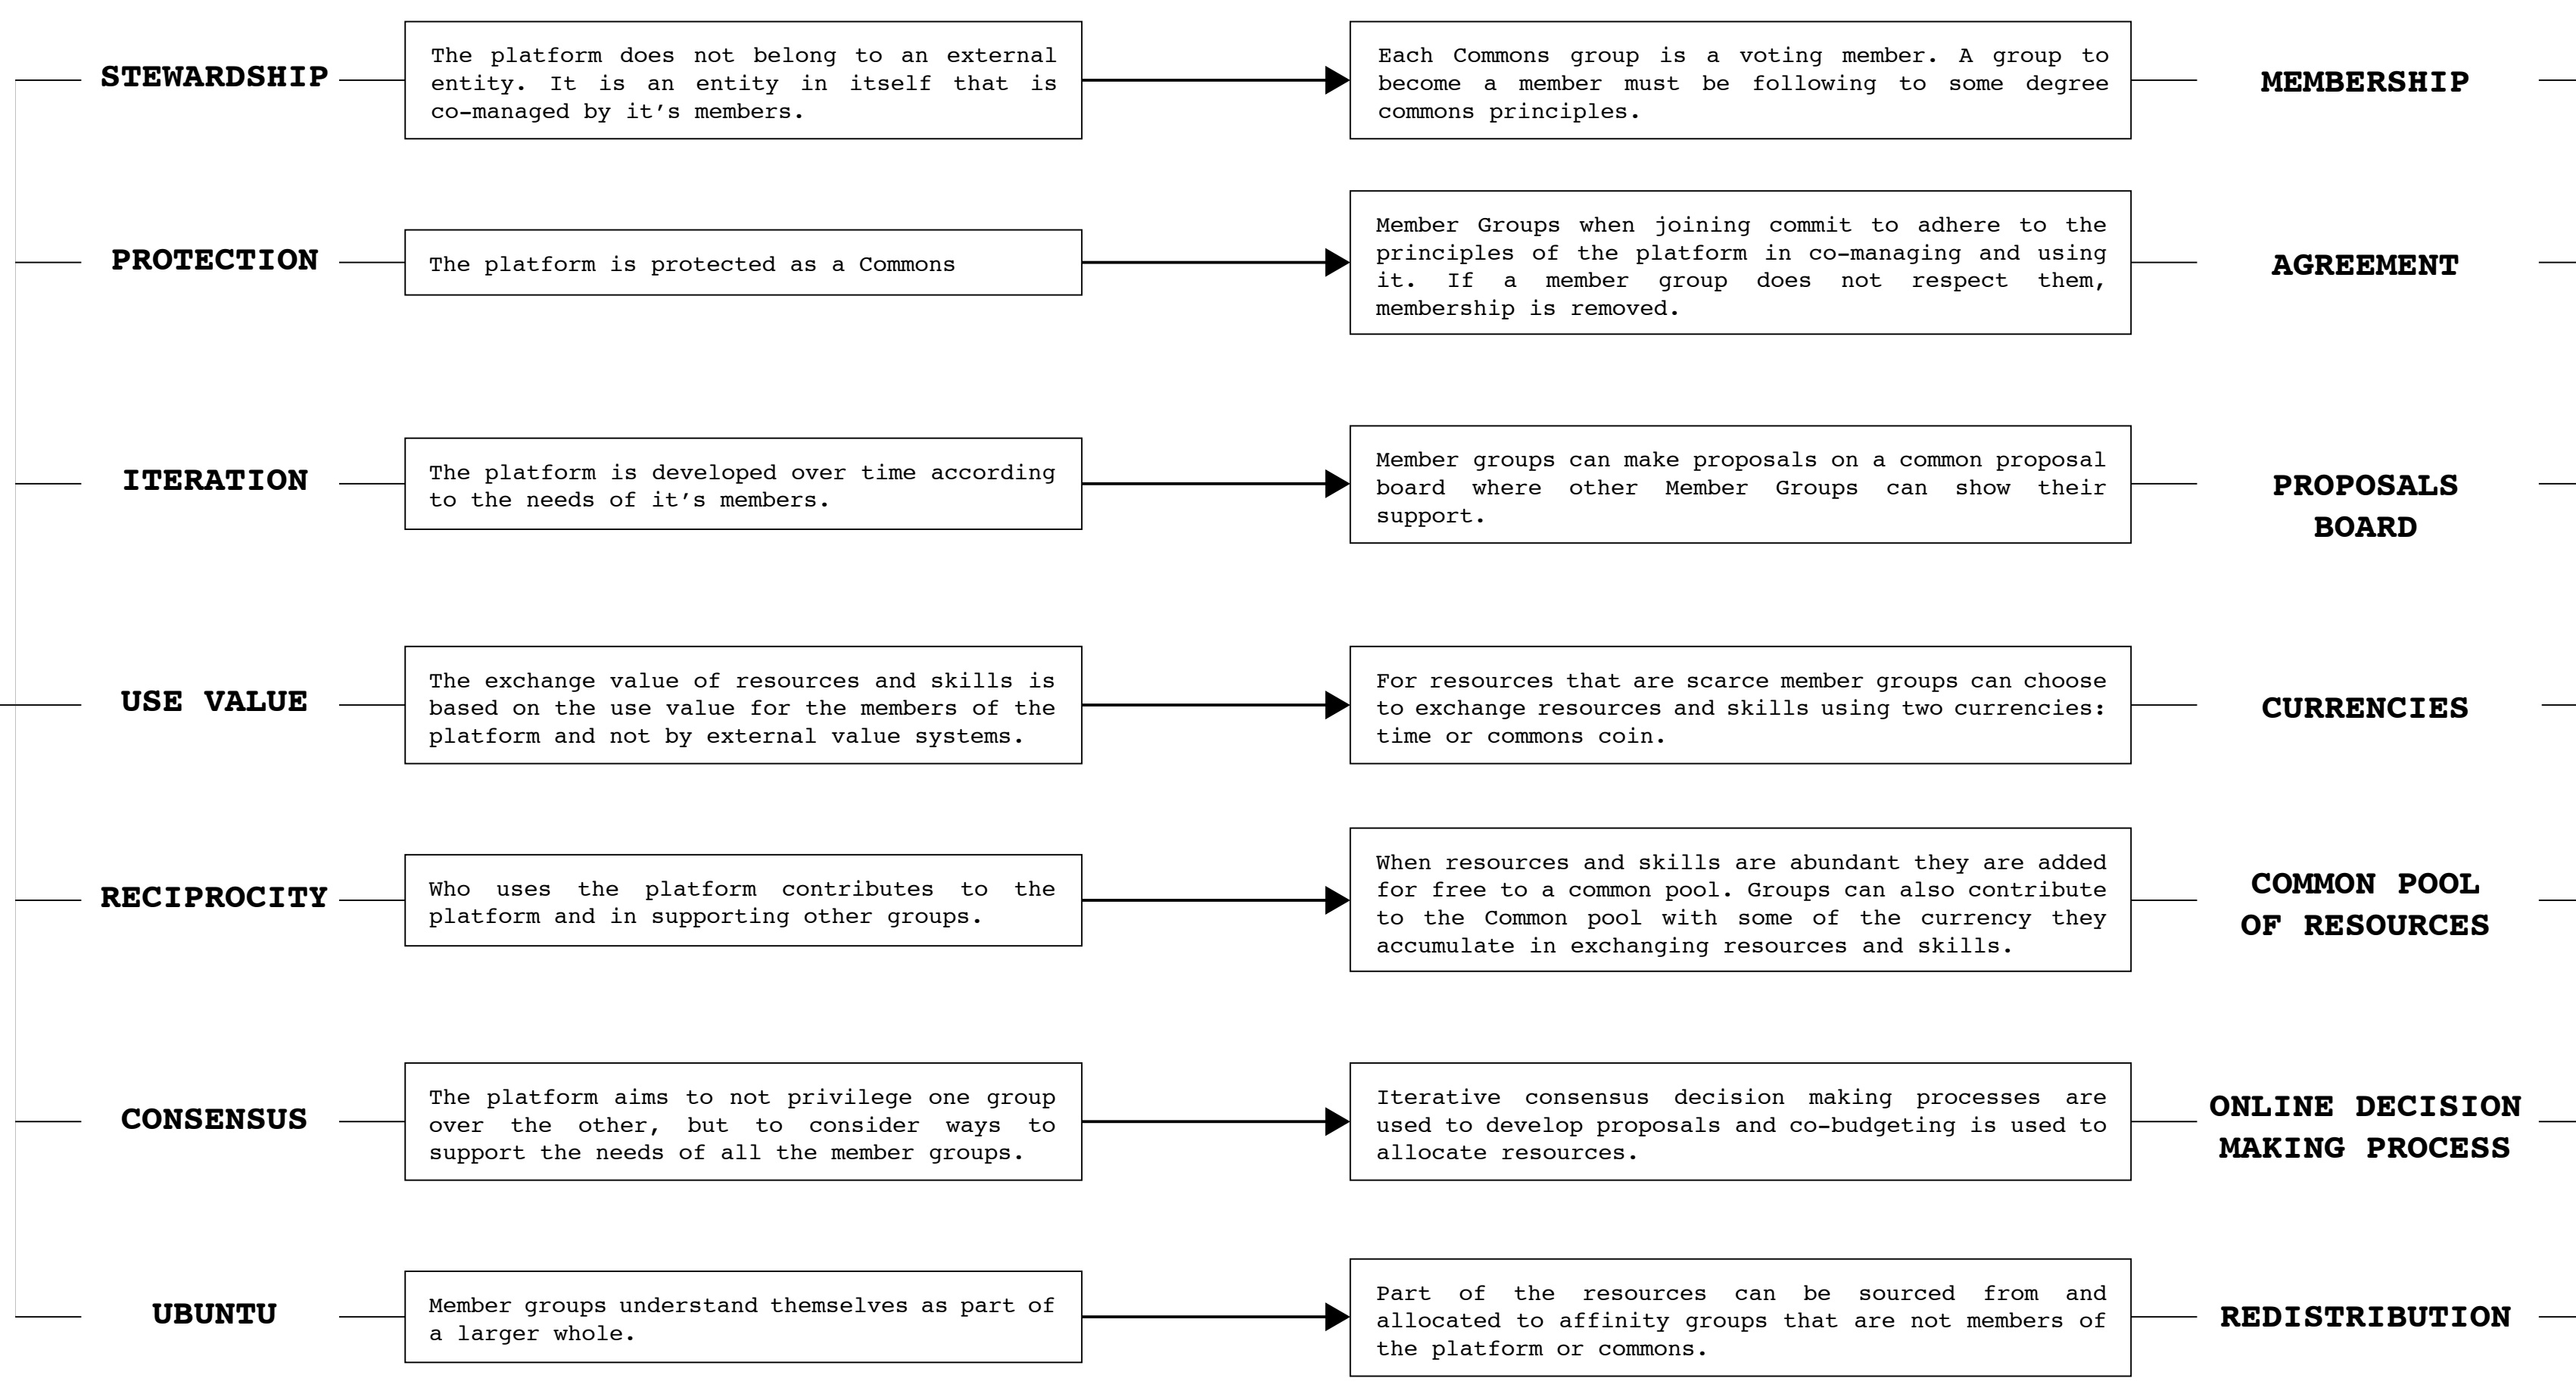 STEWARDSHIP
The platform does not belong to an external
entity. It is an entity in itself that is
co-managed by it’s members.
Each Commons group is a voting member. A group to
become a member must be following to some degree
commons principles.
MEMBERSHIP
PROTECTION
The platform is protected as a Commons
Member Groups when joining commit to adhere to the
principles of the platform in co-managing and using
it. If a member group does not respect them,
membership is removed.
AGREEMENT
ITERATION
The platform is developed over time according
to the needs of it’s members.
Member groups can make proposals on a common proposal
board where other Member Groups can show their
support.
PROPOSALS
BOARD
USE VALUE
The exchange value of resources and skills is
based on the use value for the members of the
platform and not by external value systems.
For resources that are scarce member groups can choose
to exchange resources and skills using two currencies:
time or commons coin.
CURRENCIES
RECIPROCITY
Who uses the platform contributes to the
platform and in supporting other groups.
When resources and skills are abundant they are added
for free to a common pool. Groups can also contribute
to the Common pool with some of the currency they
accumulate in exchanging resources and skills.
COMMON POOL
OF RESOURCES
CONSENSUS
The platform aims to not privilege one group
over the other, but to consider ways to
support the needs of all the member groups.
Iterative consensus decision making processes are
used to develop proposals and co-budgeting is used to
allocate resources.
ONLINE DECISION
MAKING PROCESS
UBUNTU
Member groups understand themselves as part of
a larger whole.
Part of the resources can be sourced from and
allocated to affinity groups that are not members of
the platform or commons.
REDISTRIBUTION